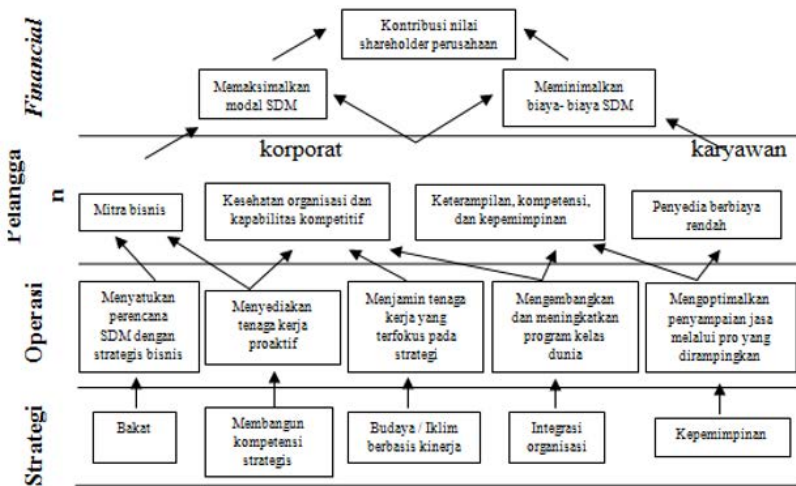 Financial
Kontribusi nilai
shareholder perusahaan
Memaksimalkan
modal SDM
Meminimalkan
biaya- biaya SDM
Pelangga
n
korporat
karyawan
Mitra bisnis
Kesehatan organisasi dan
kapabilitas kompetitif
Keterampilan, kompetensi,
dan kepemimpinan
Penyedia berbiaya
rendah
Operasi
Menyatukan
perencana
SDM dengan
strategis bisnis
Menyediakan
tenaga kerja
proaktif
Menjamin tenaga
kerja yang
terfokus pada
strategi
Mengembangkan
dan meningkatkan
program kelas
dunia
Mengoptimalkan
penyampaian jasa
melalui pro yang
dirampingkan
Strategi
Bakat
Membangun
kompetensi
strategis
Budaya / Iklim
berbasis kinerja
Integrasi
organisasi
Kepemimpinan